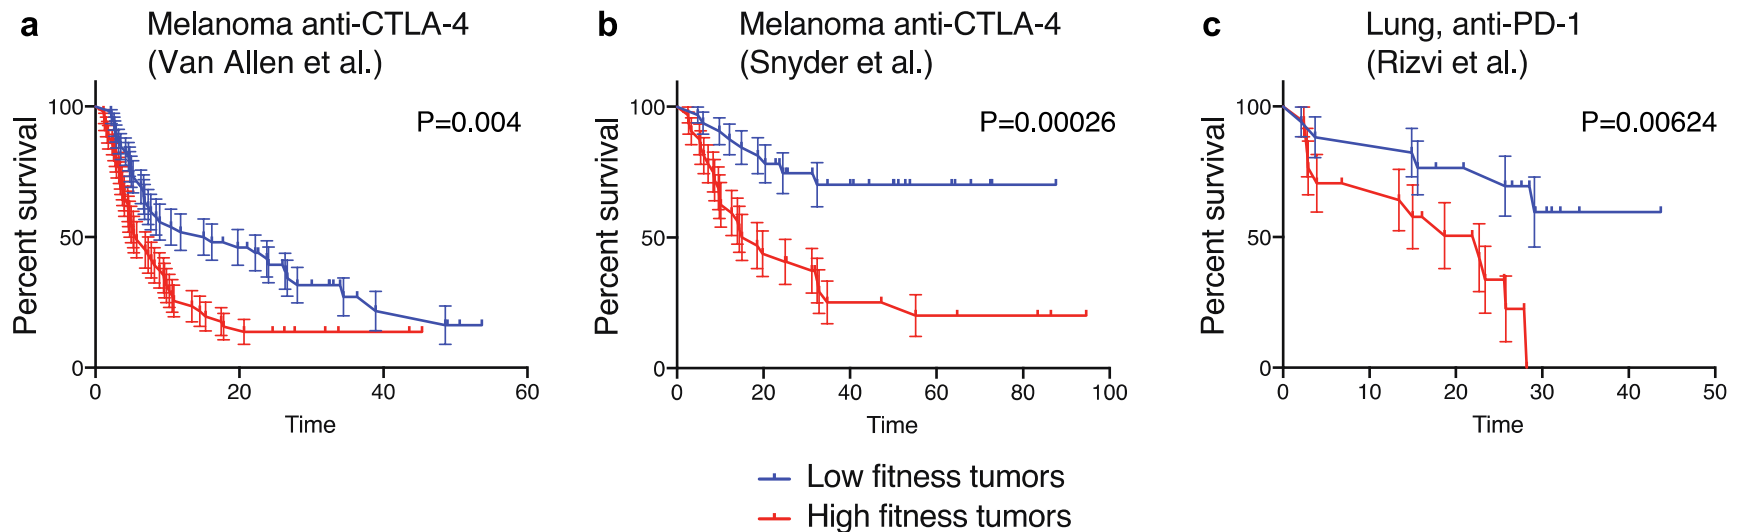 a Melanoma anti-CTLA-4
(Van Allen et al.)
P=0.004
Percent survival
100
50
0
0 20 40 60
Time
b Melanoma anti-CTLA-4
(Snyder et al.)
P=0.00026
Percent survival
100
50
0
0 20 40 60 80 100
Time
c Lung, anti-PD-1
(Rizvi et al.)
P=0.00624
Percent survival
100
50
0
0 10 20 30 40 50
Time
Low fitness tumors
High fitness tumors